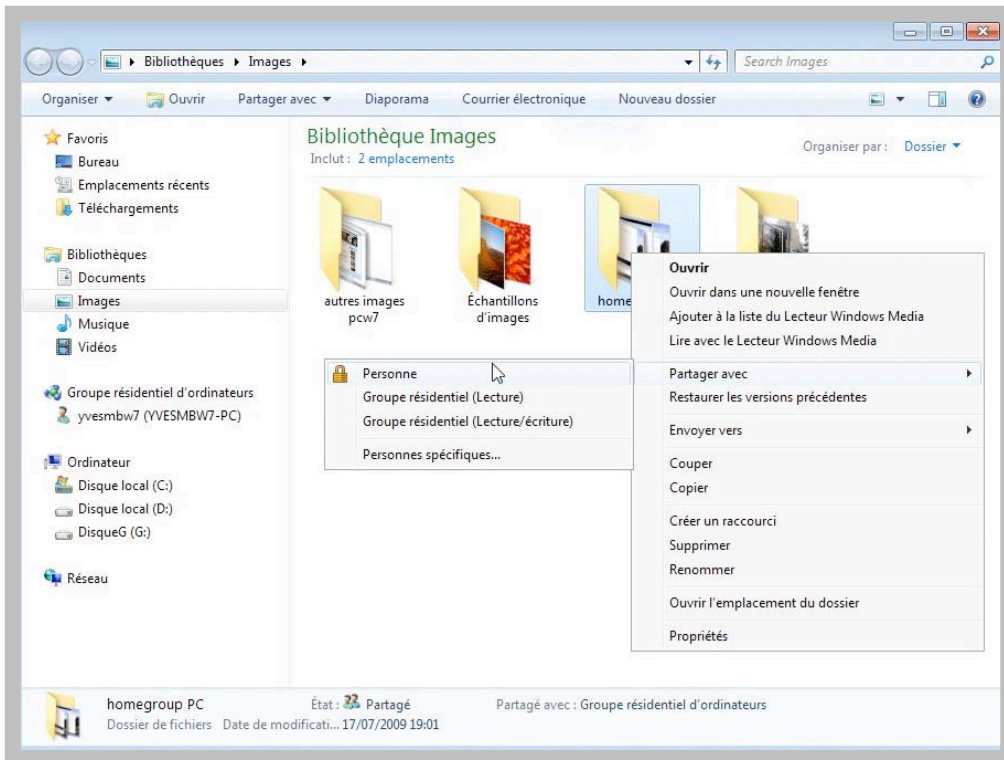 Bibliothèques
Images
Search Images
Organiser
Ouvrir
Partager avec
Diaporama
Courrier électronique
Nouveau dossier
Favoris
Bureau
Emplacements récents
Téléchargements
Bibliothèques
Documents
Images
Musique
Vidéos
Groupe résidentiel d'ordinateurs
yvesmbw7 (YVESMBW7-PC)
Ordinateur
Disque local (C:)
Disque local (D:)
DisqueG (G:)
Réseau
Bibliothèque Images
Inclut : 2 emplacements
Organiser par : Dossier
autres images
pcw7
Échantillons
d'images
home
Personne
Groupe résidentiel (Lecture)
Groupe résidentiel (Lecture/écriture)
Personnes spécifiques...
Ouvrir
Ouvrir dans une nouvelle fenêtre
Ajouter à la liste du Lecteur Windows Media
Lire avec le Lecteur Windows Media
Partager avec
Restaurer les versions précédentes
Envoyer vers
Couper
Copier
Créer un raccourci
Supprimer
Renommer
Ouvrir l'emplacement du dossier
Propriétés
homegroup PC
État : Partagé
Partagé avec : Groupe résidentiel d'ordinateurs
Dossier de fichiers
Date de modificati... 17/07/2009 19:01